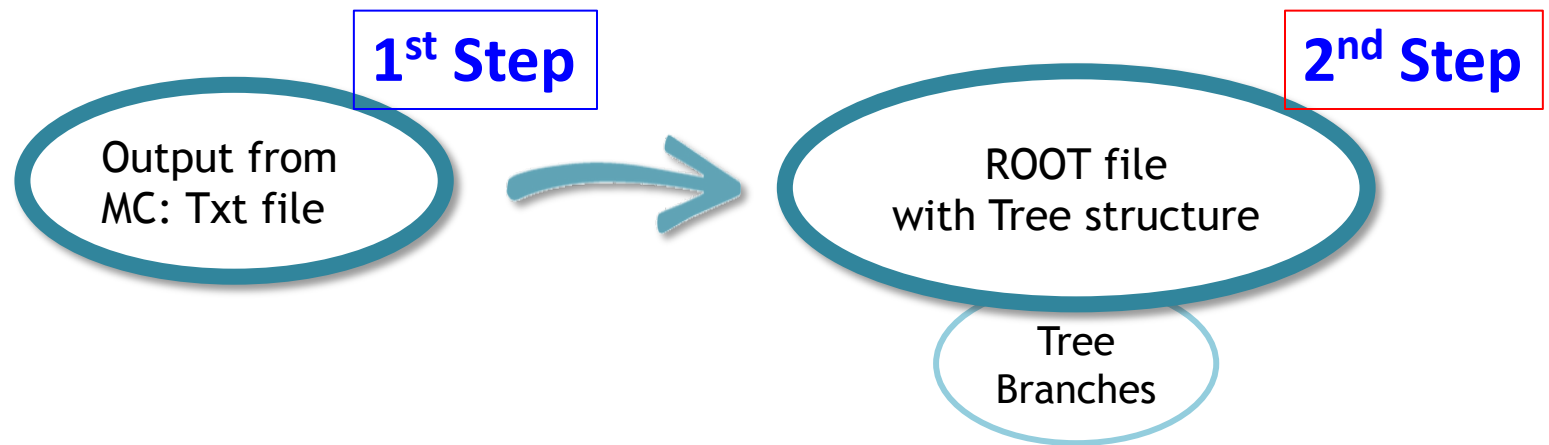 1st Step
Output from
MC: Txt file
2nd Step
ROOT file
with Tree structure
Tree
Branches